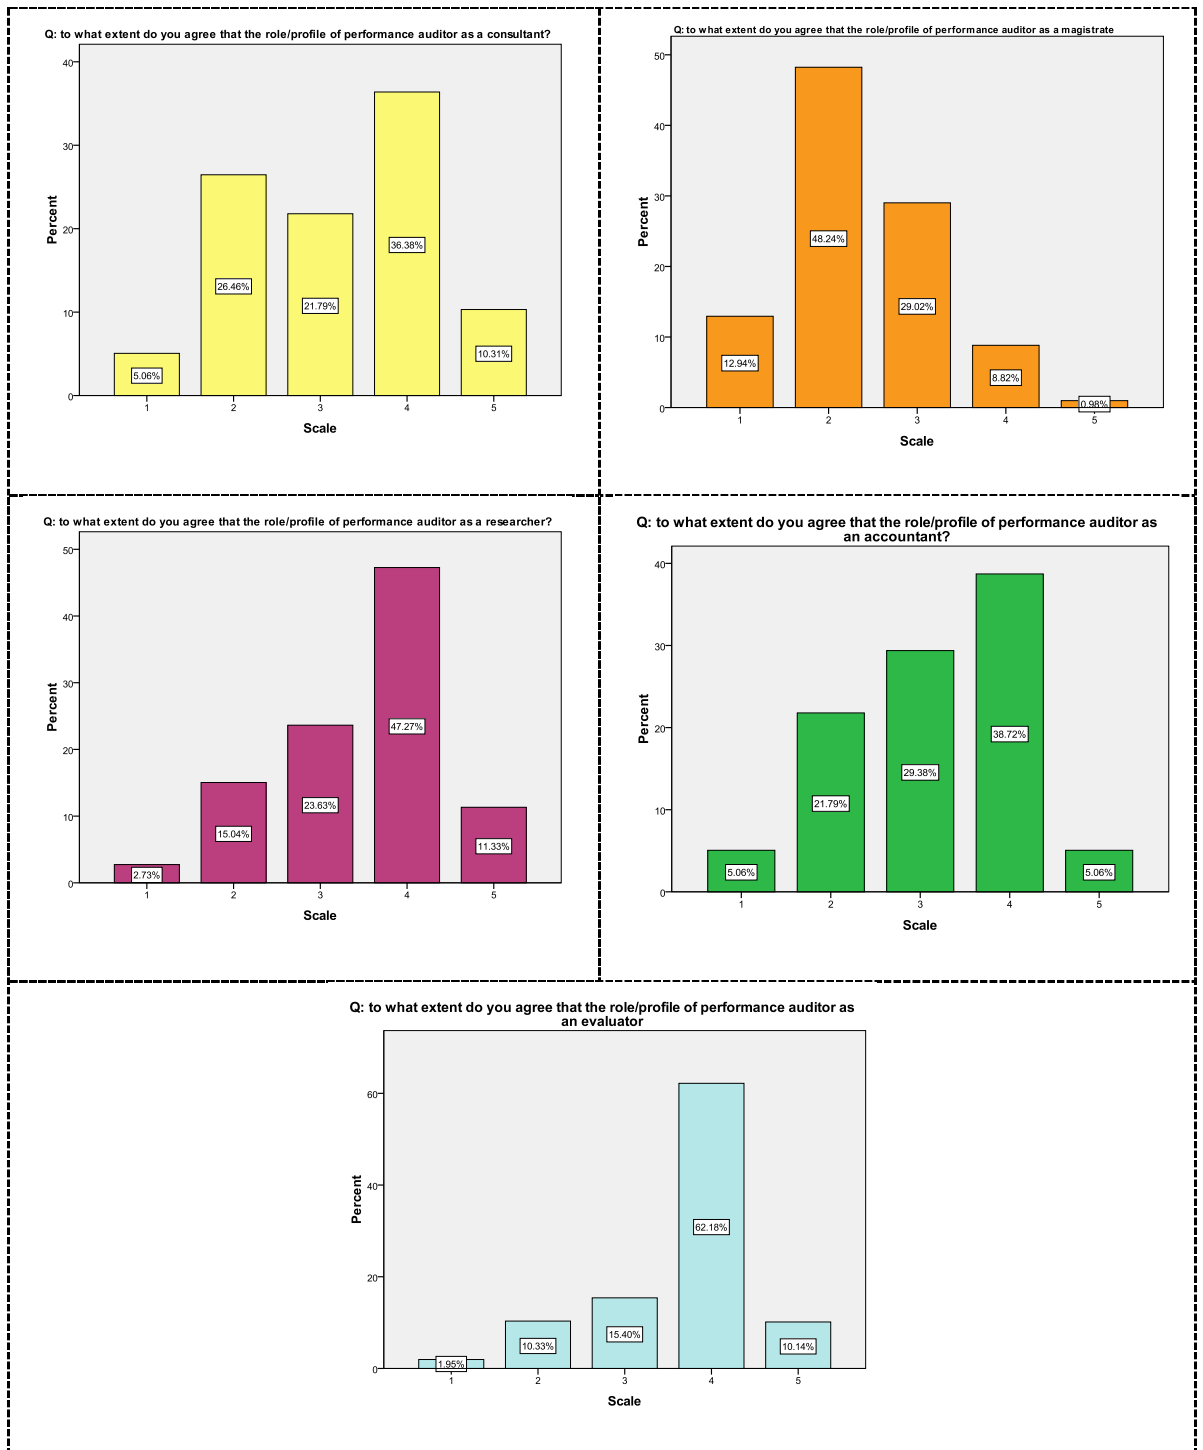 Q: to what extent do you agree that the role/profile of performance auditor as a consultant?
40
30
20
10
0
Percent
5.06%
26.46%
21.79%
36.38%
10.31%
1 2 3 4 5
Scale
Q: to what extent do you agree that the role/profile of performance auditor as a magistrate
50
40
30
20
10
0
Percent
12.94%
48.24%
29.02%
8.82%
0.98%
1 2 3 4 5
Scale
Q: to what extent do you agree that the role/profile of performance auditor as a researcher?
50
40
30
20
10
0
Percent
2.73%
15.04%
23.63%
47.27%
11.33%
1 2 3 4 5
Scale
Q: to what extent do you agree that the role/profile of performance auditor as
an accountant?
40
30
20
10
0
Percent
5.06%
21.79%
29.38%
38.72%
5.06%
1 2 3 4 5
Scale
Q: to what extent do you agree that the role/profile of performance auditor as
an evaluator
60
40
20
0
Percent
1.95%
10.33%
15.40%
62.18%
10.14%
1 2 3 4 5
Scale